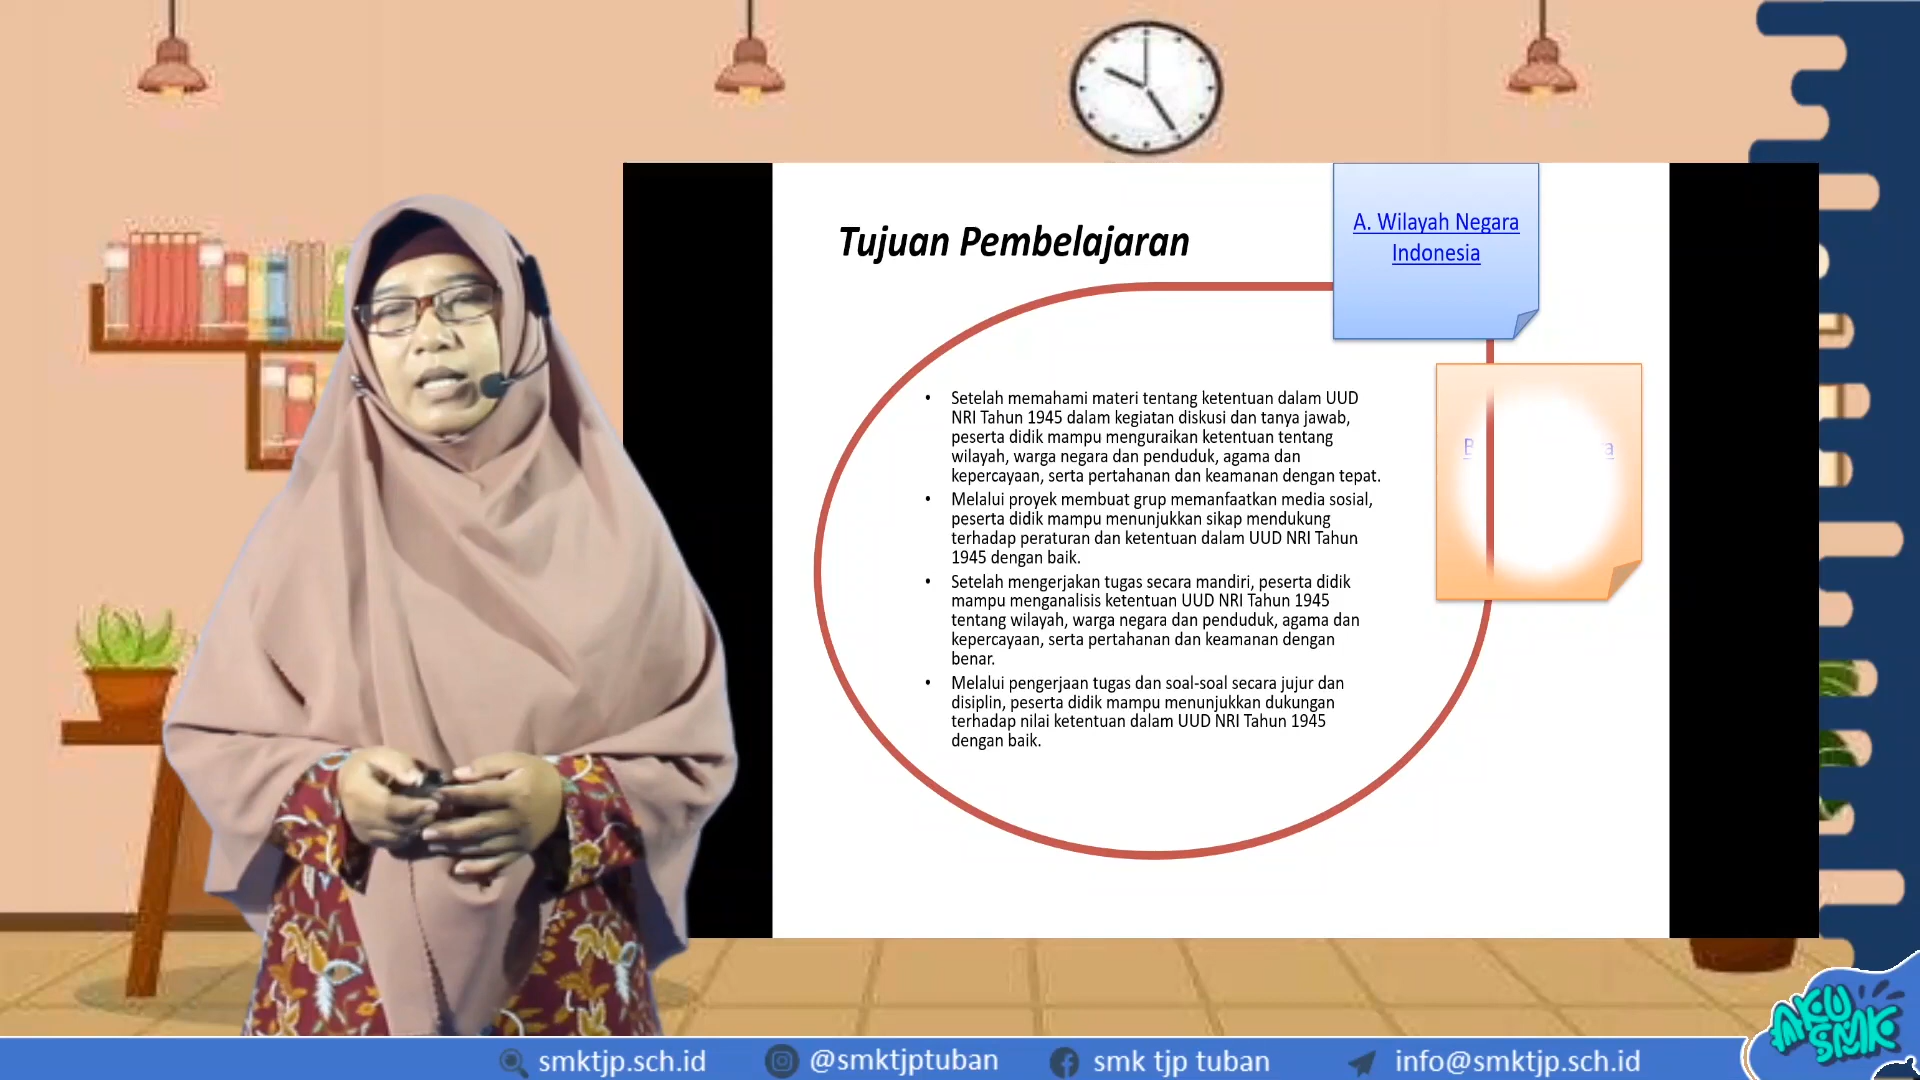 Tujuan Pembelajaran
A. Wilayah Negara
Indonesia
• Setelah memahami materi tentang ketentuan dalam UUD
NRI Tahun 1945 dalam kegiatan diskusi dan tanya jawab,
peserta didik mampu menguraikan ketentuan tentang
wilayah, warga negara dan penduduk, agama dan
kepercayaan, serta pertahanan dan keamanan dengan tepat.
• Melalui proyek membuat grup memanfaatkan media sosial,
peserta didik mampu menunjukkan sikap mendukung
terhadap peraturan dan ketentuan dalam UUD NRI Tahun
1945 dengan baik.
• Setelah mengerjakan tugas secara mandiri, peserta didik
mampu menganalisis ketentuan UUD NRI Tahun 1945
tentang wilayah, warga negara dan penduduk, agama dan
kepercayaan, serta pertahanan dan keamanan dengan
benar.
• Melalui pengerjaan tugas dan soal-soal secara jujur dan
disiplin, peserta didik mampu menunjukkan dukungan
terhadap nilai ketentuan dalam UUD NRI Tahun 1945
dengan baik.
smktjp.sch.id
@smktjptuban
smk tjp tuban
info@smktjp.sch.id
AKU
SMK